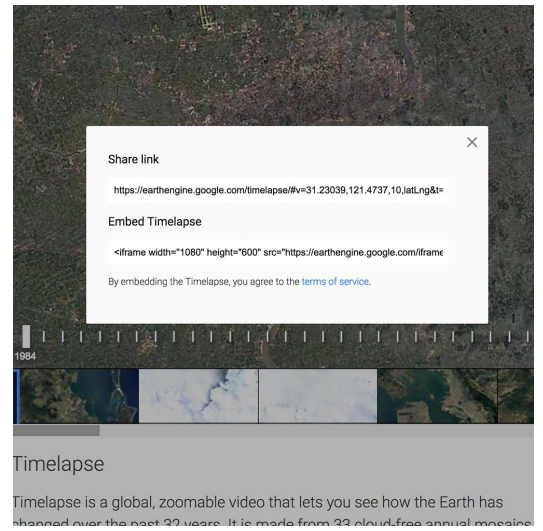 Share link
https://earthengine.google.com/timelapse/#v=31.23039,121.4737,10,latLng&t=
Embed Timelapse
<iframe width="1080" height="600" src="https://earthengine.google.com/iframe
By embedding the Timelapse, you agree to the terms of service.
1984
Timelapse
Timelapse is a global, zoomable video that lets you see how the Earth has
changed over the past 32 years. It is made from 33 cloud-free annual mosaics